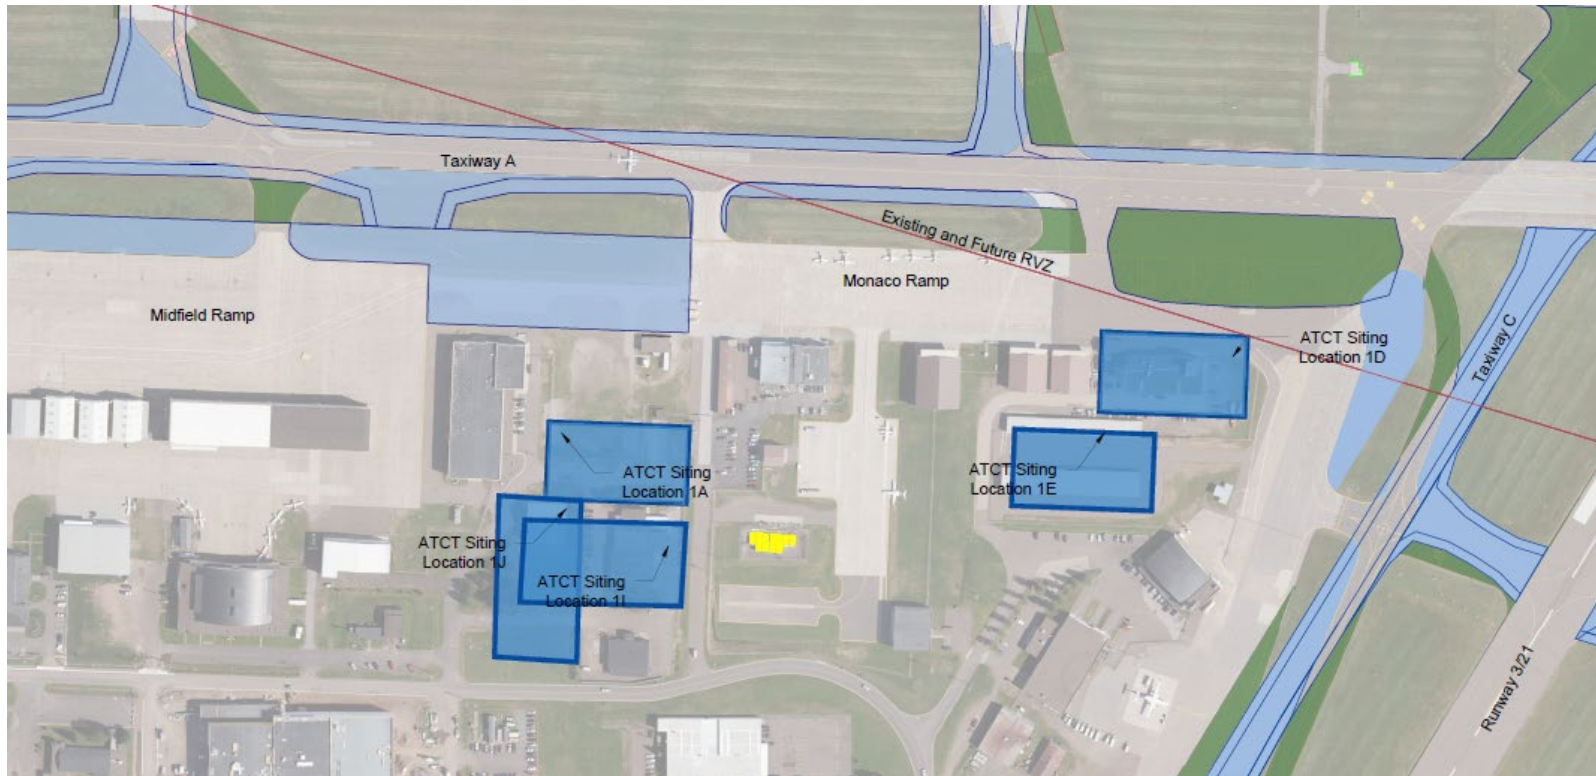 Taxiway A
Existing and Future RVZ
Monaco Ramp
Midfield Ramp
ATCT Siting
Location 1D
Taxiway C
ATCT Siting
Location 1A
ATCT Siting
Location 1E
ATCT Siting
Location 1J
ATCT Siting
Location 1I
Runway 3/21